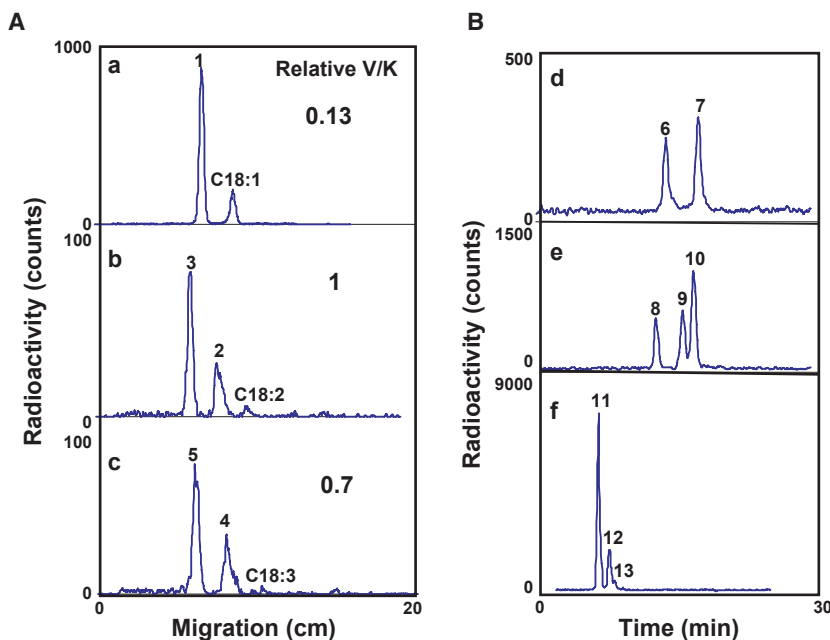 A
B
1000
a
1
Relative V/K
0.13
C18:1
0
100
b
3
1
2
C18:2
0
100
c
5
0.7
4
C18:3
0
0
20
Migration (cm)
Radioactivity (counts)
500
d
6
7
0
1500
e
8
9
10
0
9000
f
11
12
13
0
0
30
Time (min)
Radioactivity (counts)